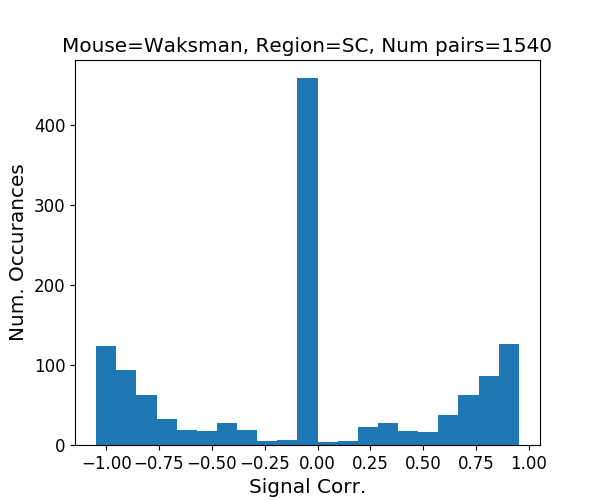 Mouse=Waksman, Region=SC, Num pairs=1540
Num. Occurances
400
300
200
100
0
−1.00 −0.75 −0.50 −0.25 0.00 0.25 0.50 0.75 1.00
Signal Corr.